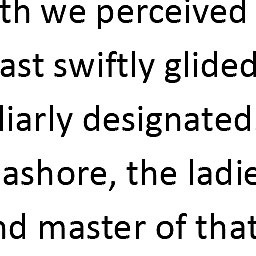 th we perceived
ast swiftly glided
liarly designated
ashore, the ladie
nd master of that